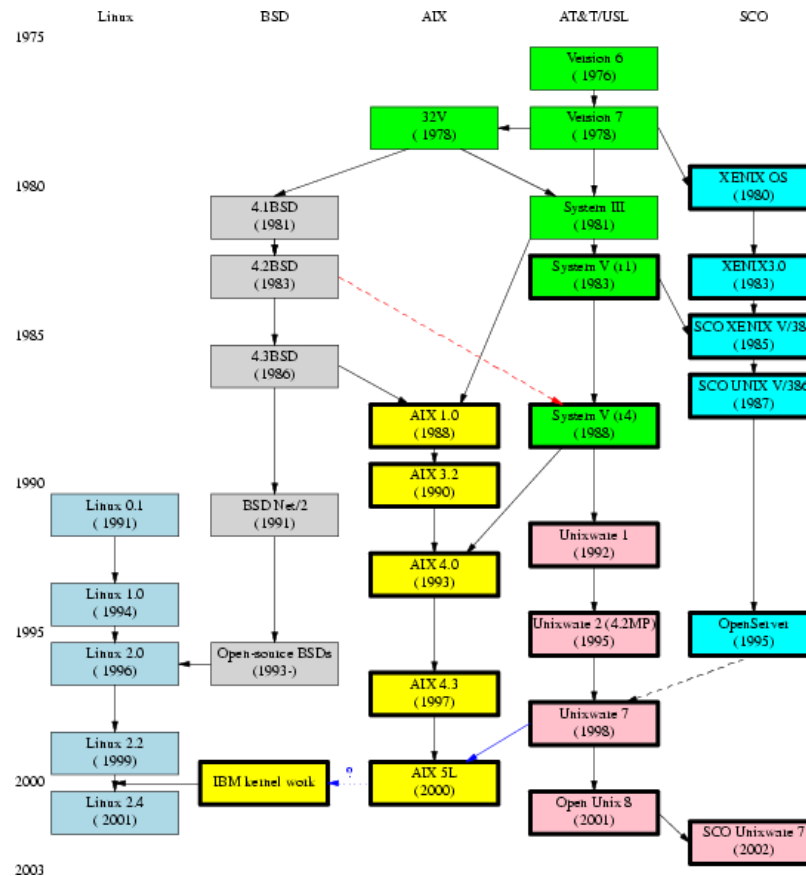 Linux BSD AIX AT&T/USL SCO
1975
Version 6
( 1976)
32V
( 1978)
Version 7
( 1978)
1980
XENIX OS
(1980)
4.1BSD
(1981)
System III
(1981)
4.2BSD
(1983)
System V (r1)
(1983)
XENIX3.0
(1983)
1985
SCO XENIX V/38
(1985)
4.3BSD
(1986)
SCO UNIX V/386
(1987)
AIX 1.0
(1988)
System V (r4)
(1988)
1990
AIX 3.2
(1990)
Linux 0.1
( 1991)
BSD Net/2
(1991)
Unixware 1
(1992)
AIX 4.0
(1993)
Linux 1.0
(1994)
1995
Unixware 2 (4.2MP)
(1995)
OpenServer
(1995)
Linux 2.0
(1996)
Open-source BSDs
(1993-)
AIX 4.3
(1997)
Unixware 7
(1998)
Linux 2.2
(1999)
2000
IBM kernel work
?
AIX 5L
(2000)
Linux 2.4
( 2001)
Open Unix 8
(2001)
SCO Unixware 7
(2002)
2003